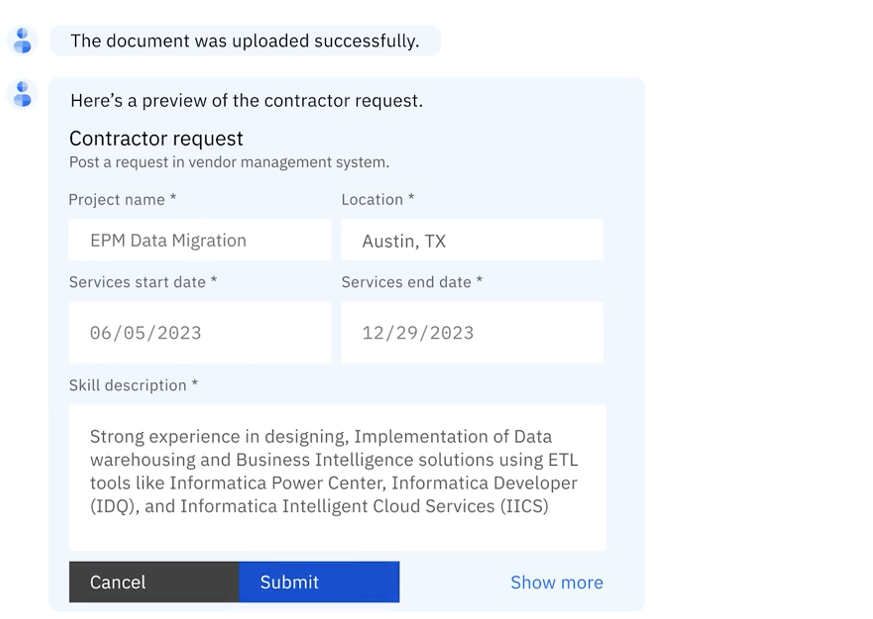 The document was uploaded successfully.
Here’s a preview of the contractor request.
Contractor request
Post a request in vendor management system.
Project name *
Location *
EPM Data Migration
Austin, TX
Services start date *
Services end date *
06/05/2023
12/29/2023
Skill description *
Strong experience in designing, Implementation of Data
warehousing and Business Intelligence solutions using ETL
tools like Informatica Power Center, Informatica Developer
(IDQ), and Informatica Intelligent Cloud Services (IICS)
Cancel
Submit
Show more